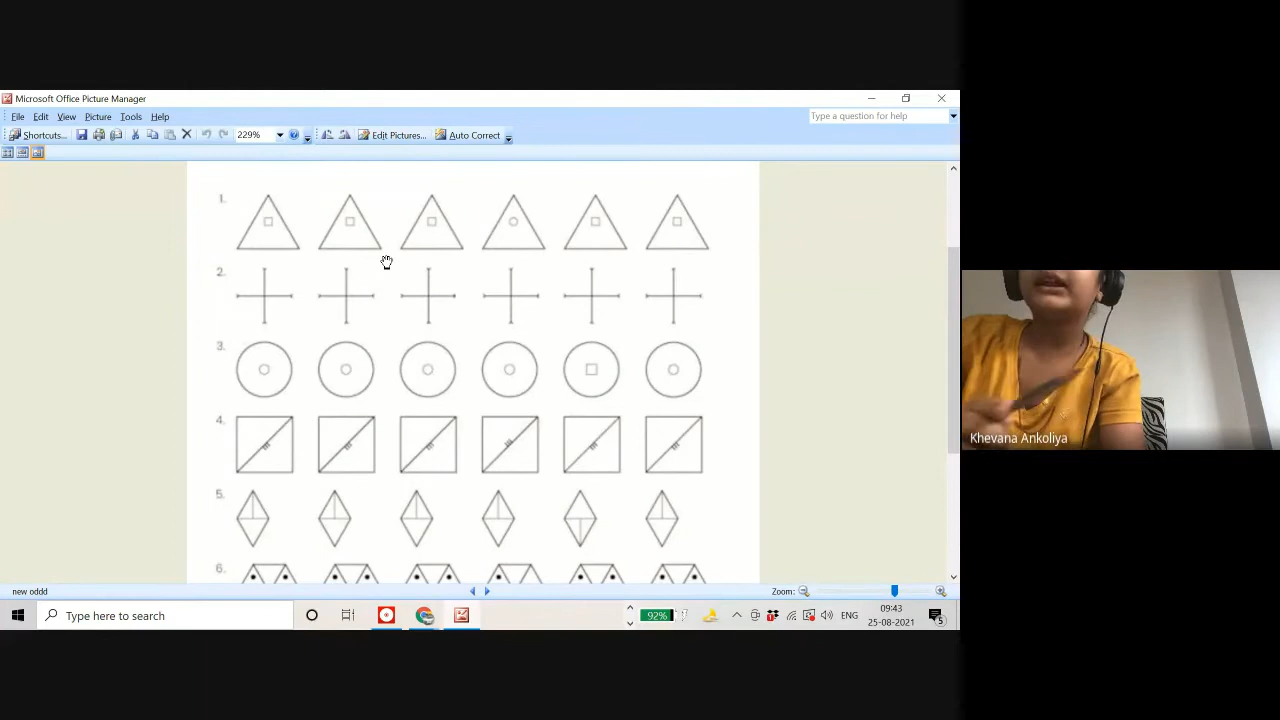 Microsoft Office Picture Manager
File Edit View Picture Tools Help
Type a question for help
Shortcuts... 229% Edit Pictures... Auto Correct
1.
2.
3.
4.
5.
6.
Khevana Ankoliya
new oddd
Zoom:
Type here to search
92%
ENG
09:43
25-08-2021
5